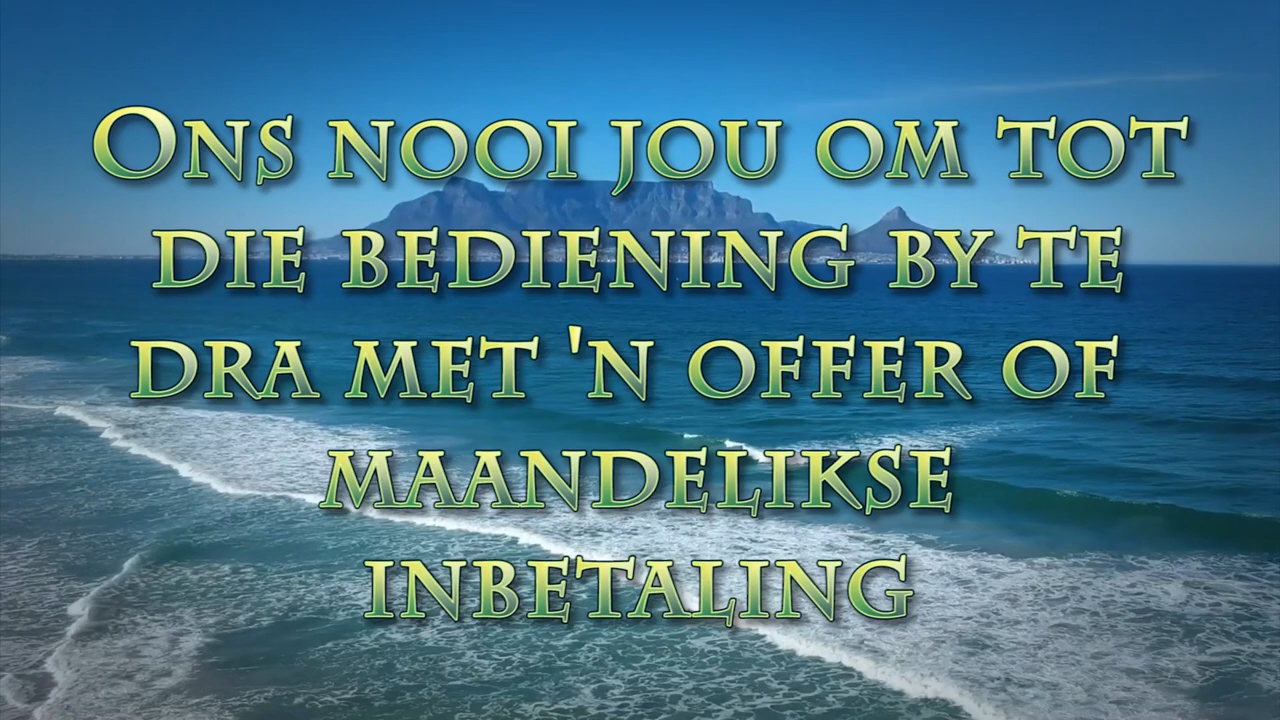 Ons nooi jou om tot
die bediening by te
dra met 'n offer of
maandelikse
inbetaling